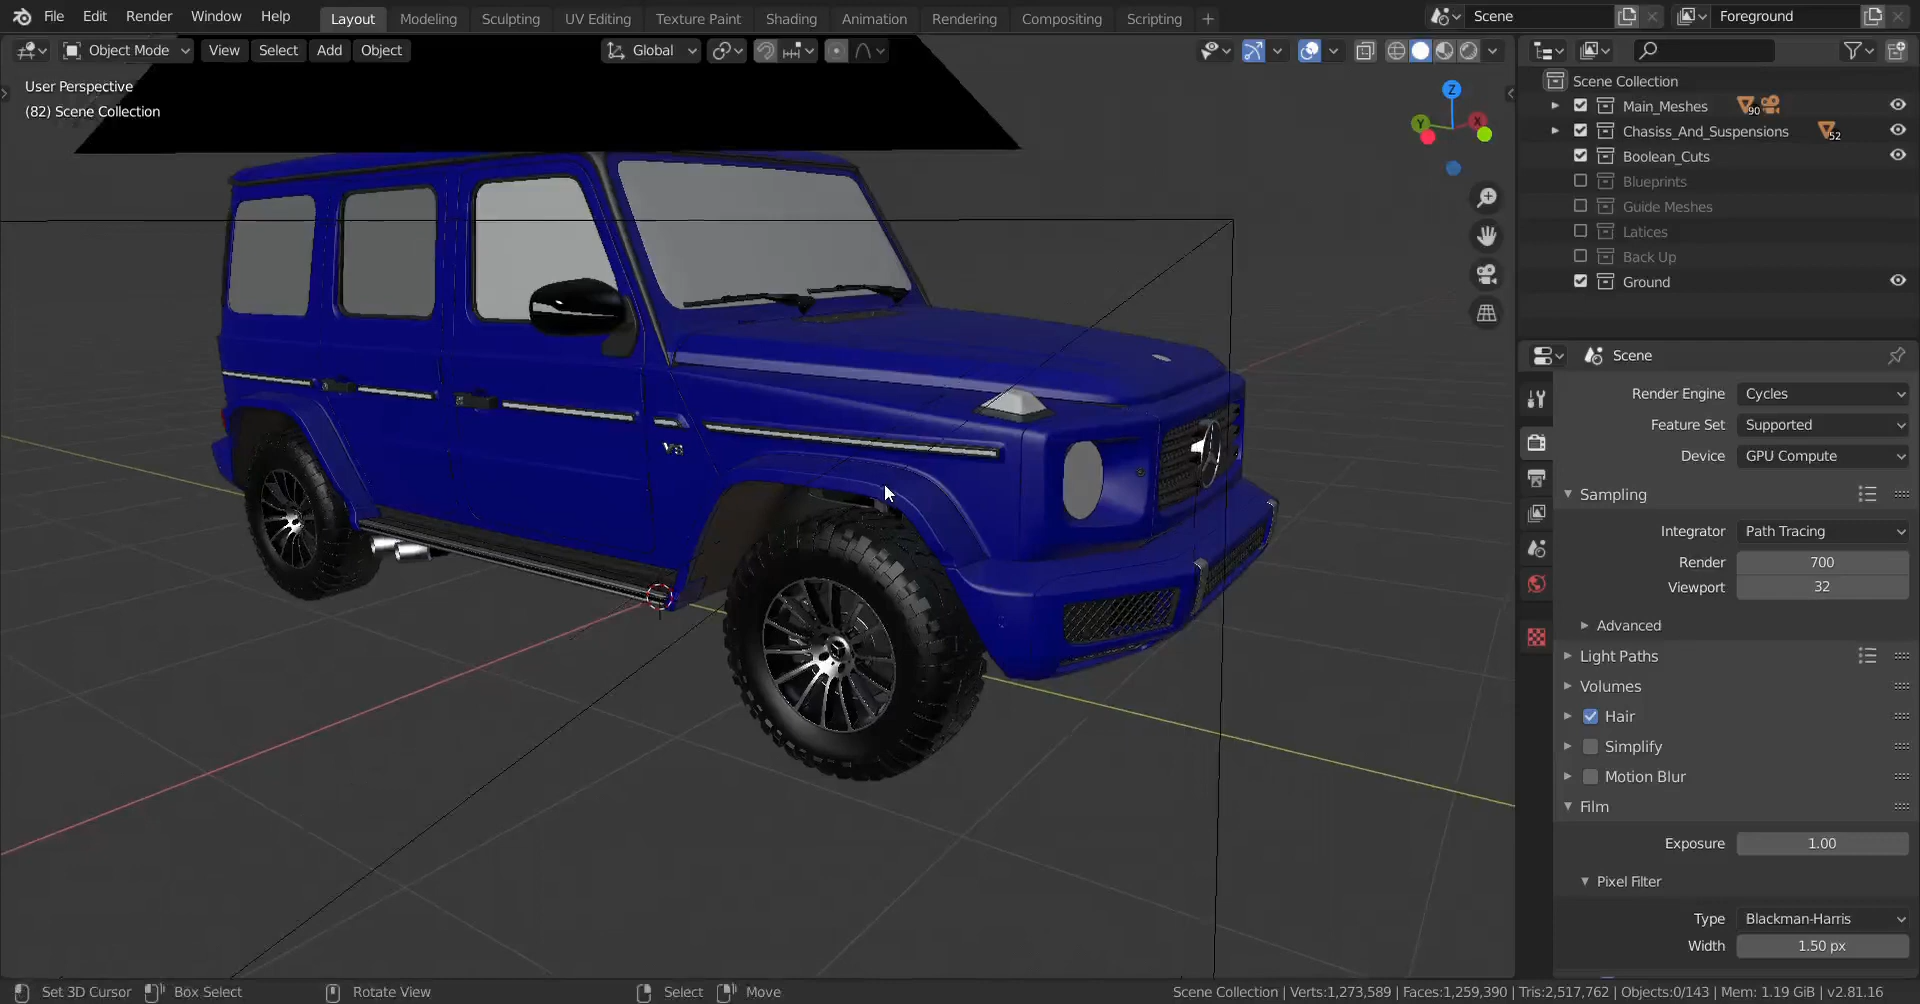 File Edit Render Window Help Layout Modeling Sculpting UV Editing Texture Paint Shading Animation Rendering Compositing Scripting + Scene Foreground
Object Mode View Select Add Object Global
User Perspective
(82) Scene Collection
Z
Y
X
V8
Scene Collection
Main_Meshes 90
Chasiss_And_Suspensions 52
Boolean_Cuts
Blueprints
Guide Meshes
Latices
Back Up
Ground
Scene
Render Engine Cycles
Feature Set Supported
Device GPU Compute
Sampling
Integrator Path Tracing
Render 700
Viewport 32
Advanced
Light Paths
Volumes
Hair
Simplify
Motion Blur
Film
Exposure 1.00
Pixel Filter
Type Blackman-Harris
Width 1.50 px
Set 3D Cursor Box Select Rotate View Select Move Scene Collection | Verts:1,273,589 | Faces:1,259,390 | Tris:2,517,762 | Objects:0/143 | Mem: 1.19 GiB | v2.81.16